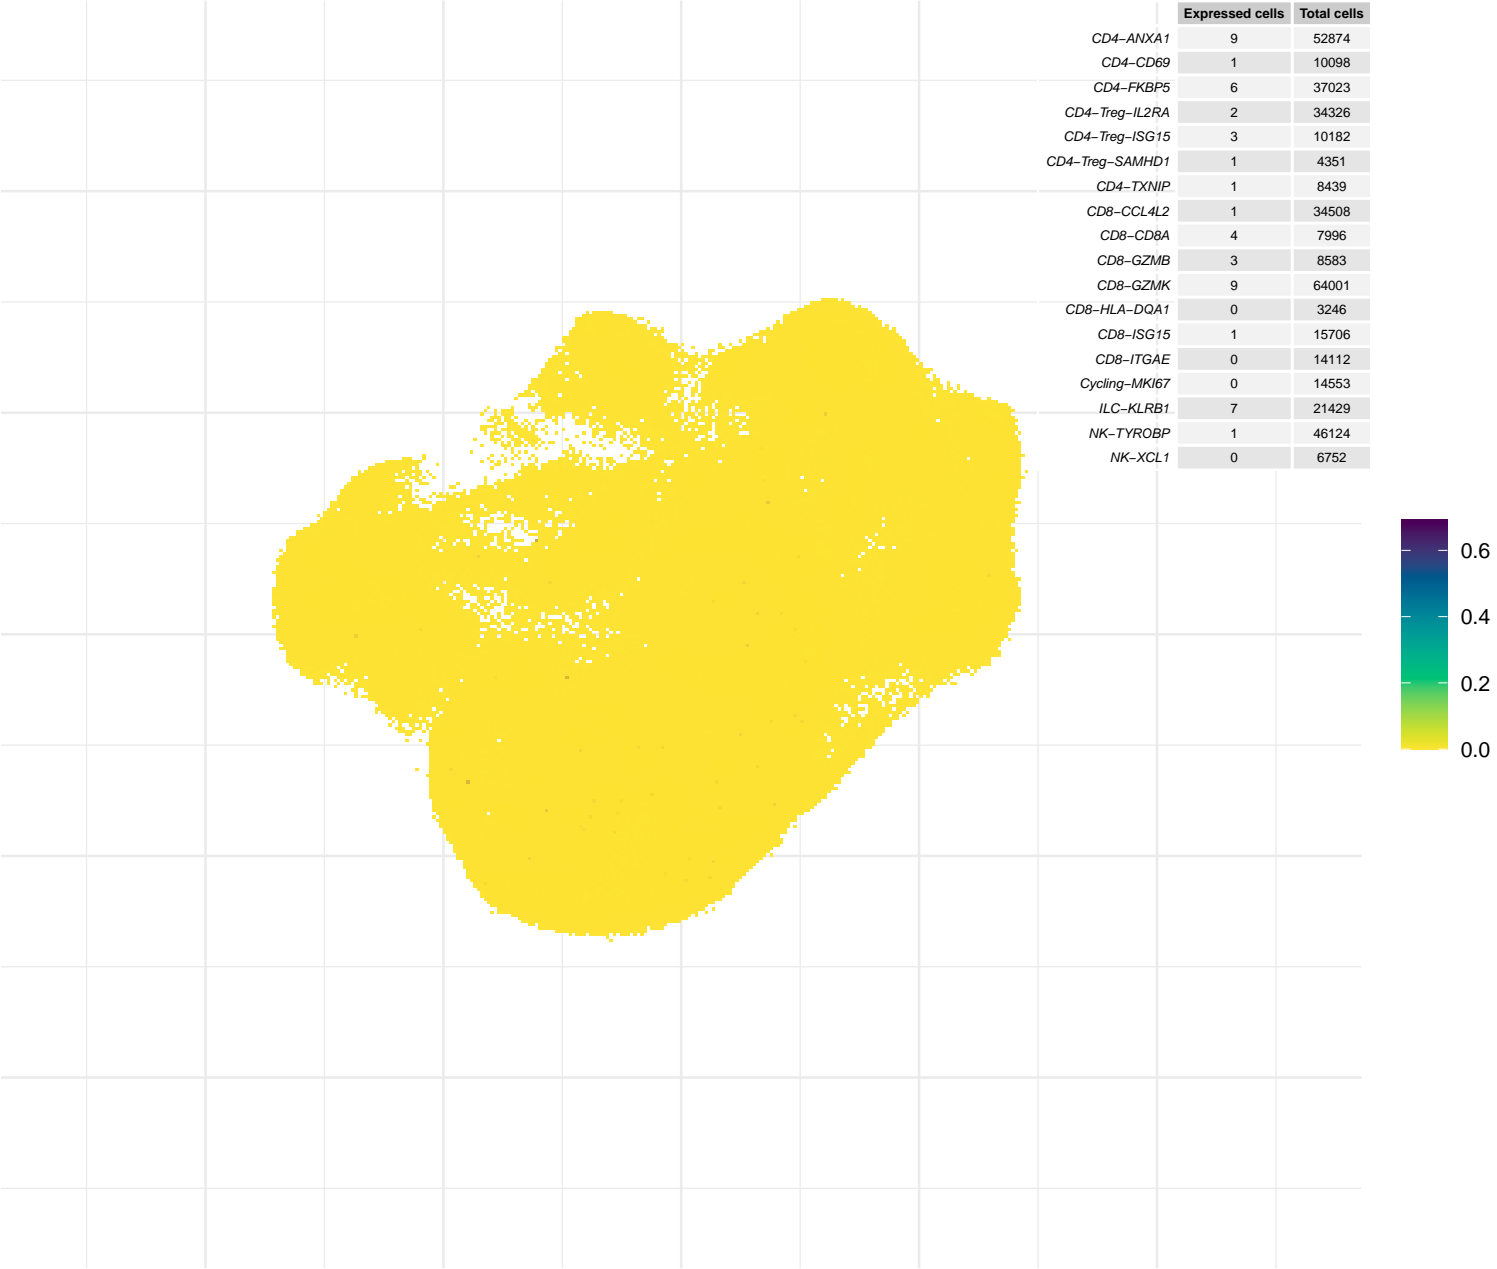 Expressed cells Total cells
CD4−ANXA1 9 52874
CD4−CD69 1 10098
CD4−FKBP5 6 37023
CD4−Treg−IL2RA 2 34326
CD4−Treg−ISG15 3 10182
CD4−Treg−SAMHD1 1 4351
CD4−TXNIP 1 8439
CD8−CCL4L2 1 34508
CD8−CD8A 4 7996
CD8−GZMB 3 8583
CD8−GZMK 9 64001
CD8−HLA−DQA1 0 3246
CD8−ISG15 1 15706
CD8−ITGAE 0 14112
Cycling−MKI67 0 14553
ILC−KLRB1 7 21429
NK−TYROBP 1 46124
NK−XCL1 0 6752
0.6
0.4
0.2
0.0